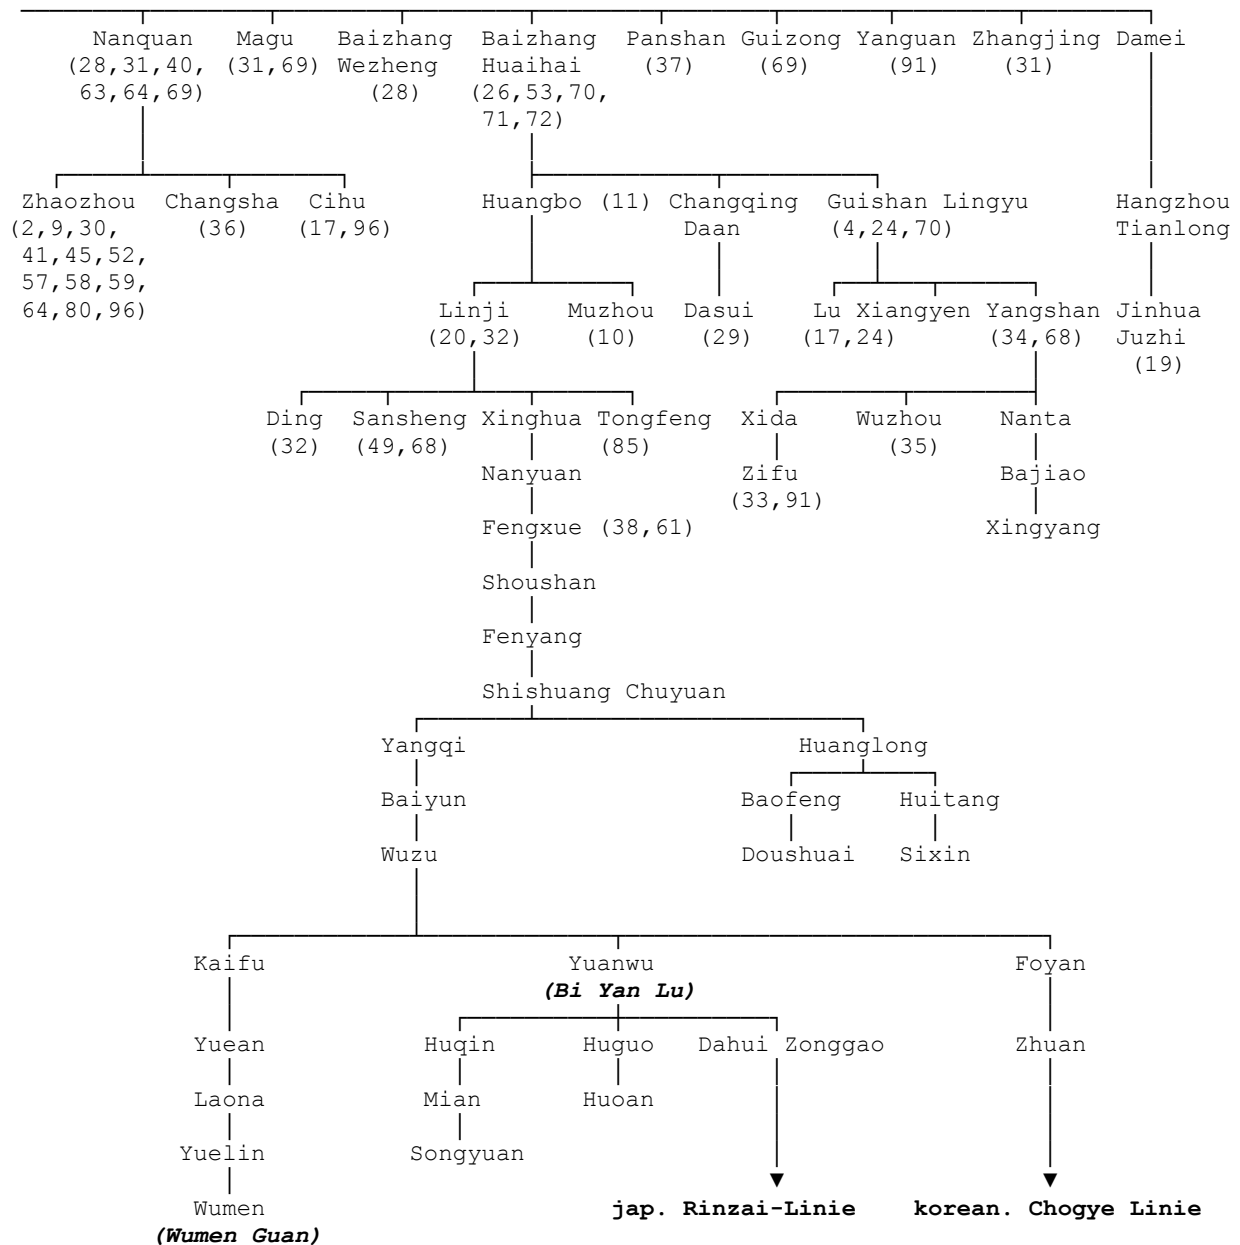 Nanquan Magu Baizhang Baizhang Panshan Guizong Yanguan Zhangjing Damei
(28,31,40, (31,69) Wezheng Huaihai (37) (69) (91) (31)
63,64,69) (28) (26,53,70,
71,72)
Zhaozhou Changsha Cihu Huangbo (11) Changqing Guishan Lingyu Hangzhou
(2,9,30, (36) (17,96) Daan (4,24,70) Tianlong
41,45,52,
57,58,59,
64,80,96) Linji Muzhou Dasui Lu Xiangyen Yangshan Jinhua
(20,32) (10) (29) (17,24) (34,68) Juzhi
(19)
Ding Sansheng Xinghua Tongfeng Xida Wuzhou Nanta
(32) (49,68) (85) (35)
Nanyuan Zifu Bajiao
(33,91)
Fengxue (38,61) Xingyang
Shoushan
Fenyang
Shishuang Chuyuan
Yangqi Huanglong
Baiyun Baofeng Huitang
Wuzu Doushuai Sixin
Kaifu Yuanwu Foyan
(Bi Yan Lu)
Yuean Huqin Huguo Dahui Zonggao Zhuan
Laona Mian Huoan
Yuelin Songyuan
Wumen jap. Rinzai-Linie korean. Chogye Linie
(Wumen Guan)